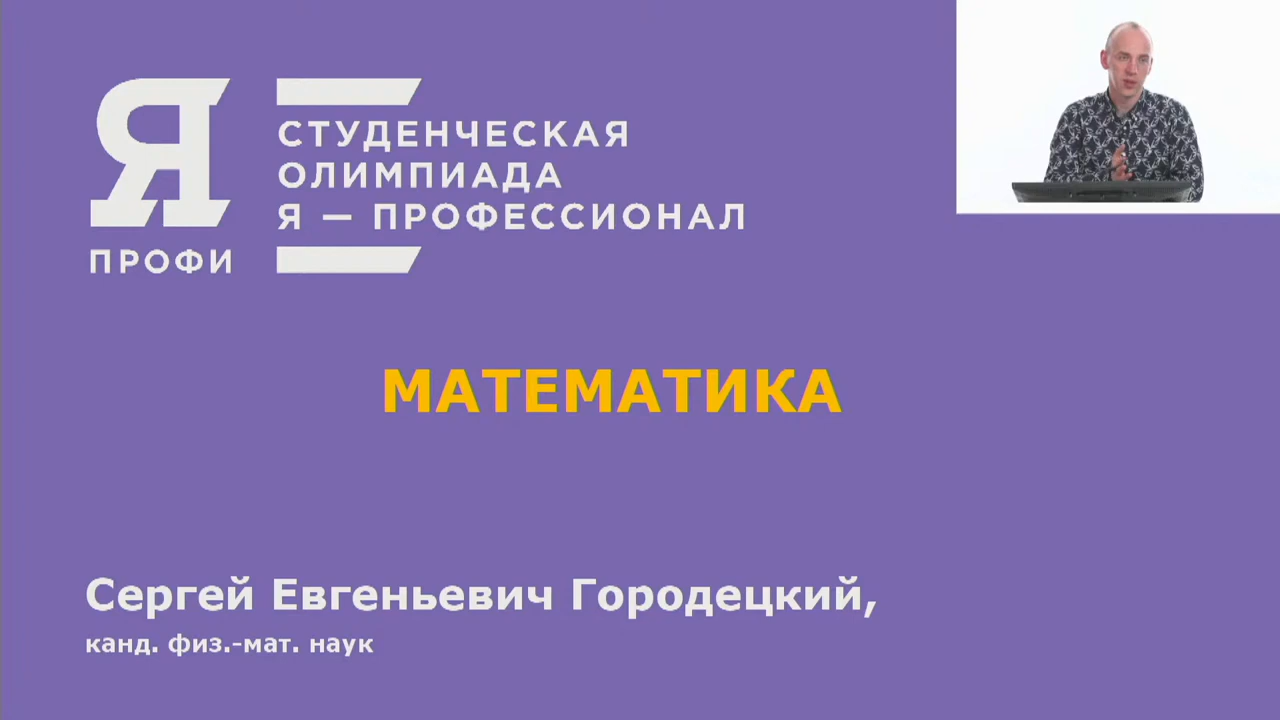 Я
ПРОФИ
СТУДЕНЧЕСКАЯ
ОЛИМПИАДА
Я — ПРОФЕССИОНАЛ
МАТЕМАТИКА
Сергей Евгеньевич Городецкий,
канд. физ.-мат. наук